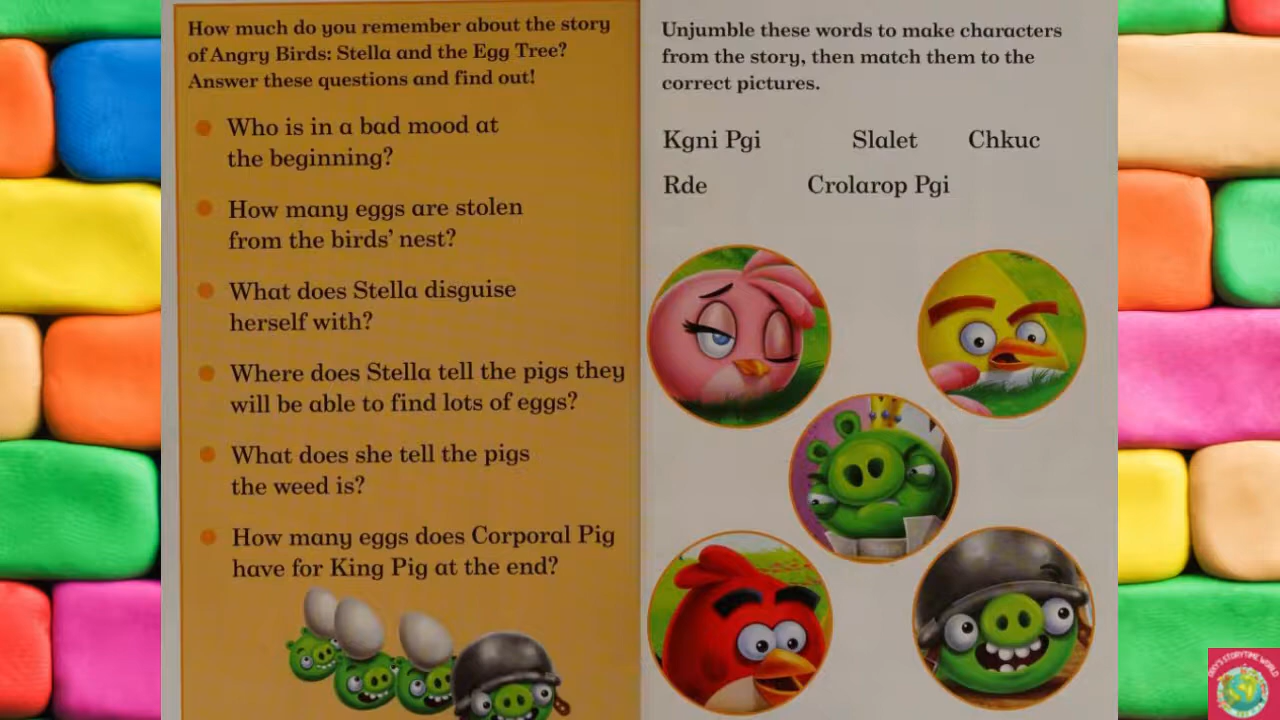 How much do you remember about the story
of Angry Birds: Stella and the Egg Tree?
Answer these questions and find out!
Who is in a bad mood at
the beginning?
How many eggs are stolen
from the birds' nest?
What does Stella disguise
herself with?
Where does Stella tell the pigs they
will be able to find lots of eggs?
What does she tell the pigs
the weed is?
How many eggs does Corporal Pig
have for King Pig at the end?
Unjumble these words to make characters
from the story, then match them to the
correct pictures.
Kgni Pgi Slalet Chkuc
Rde Crolarop Pgi